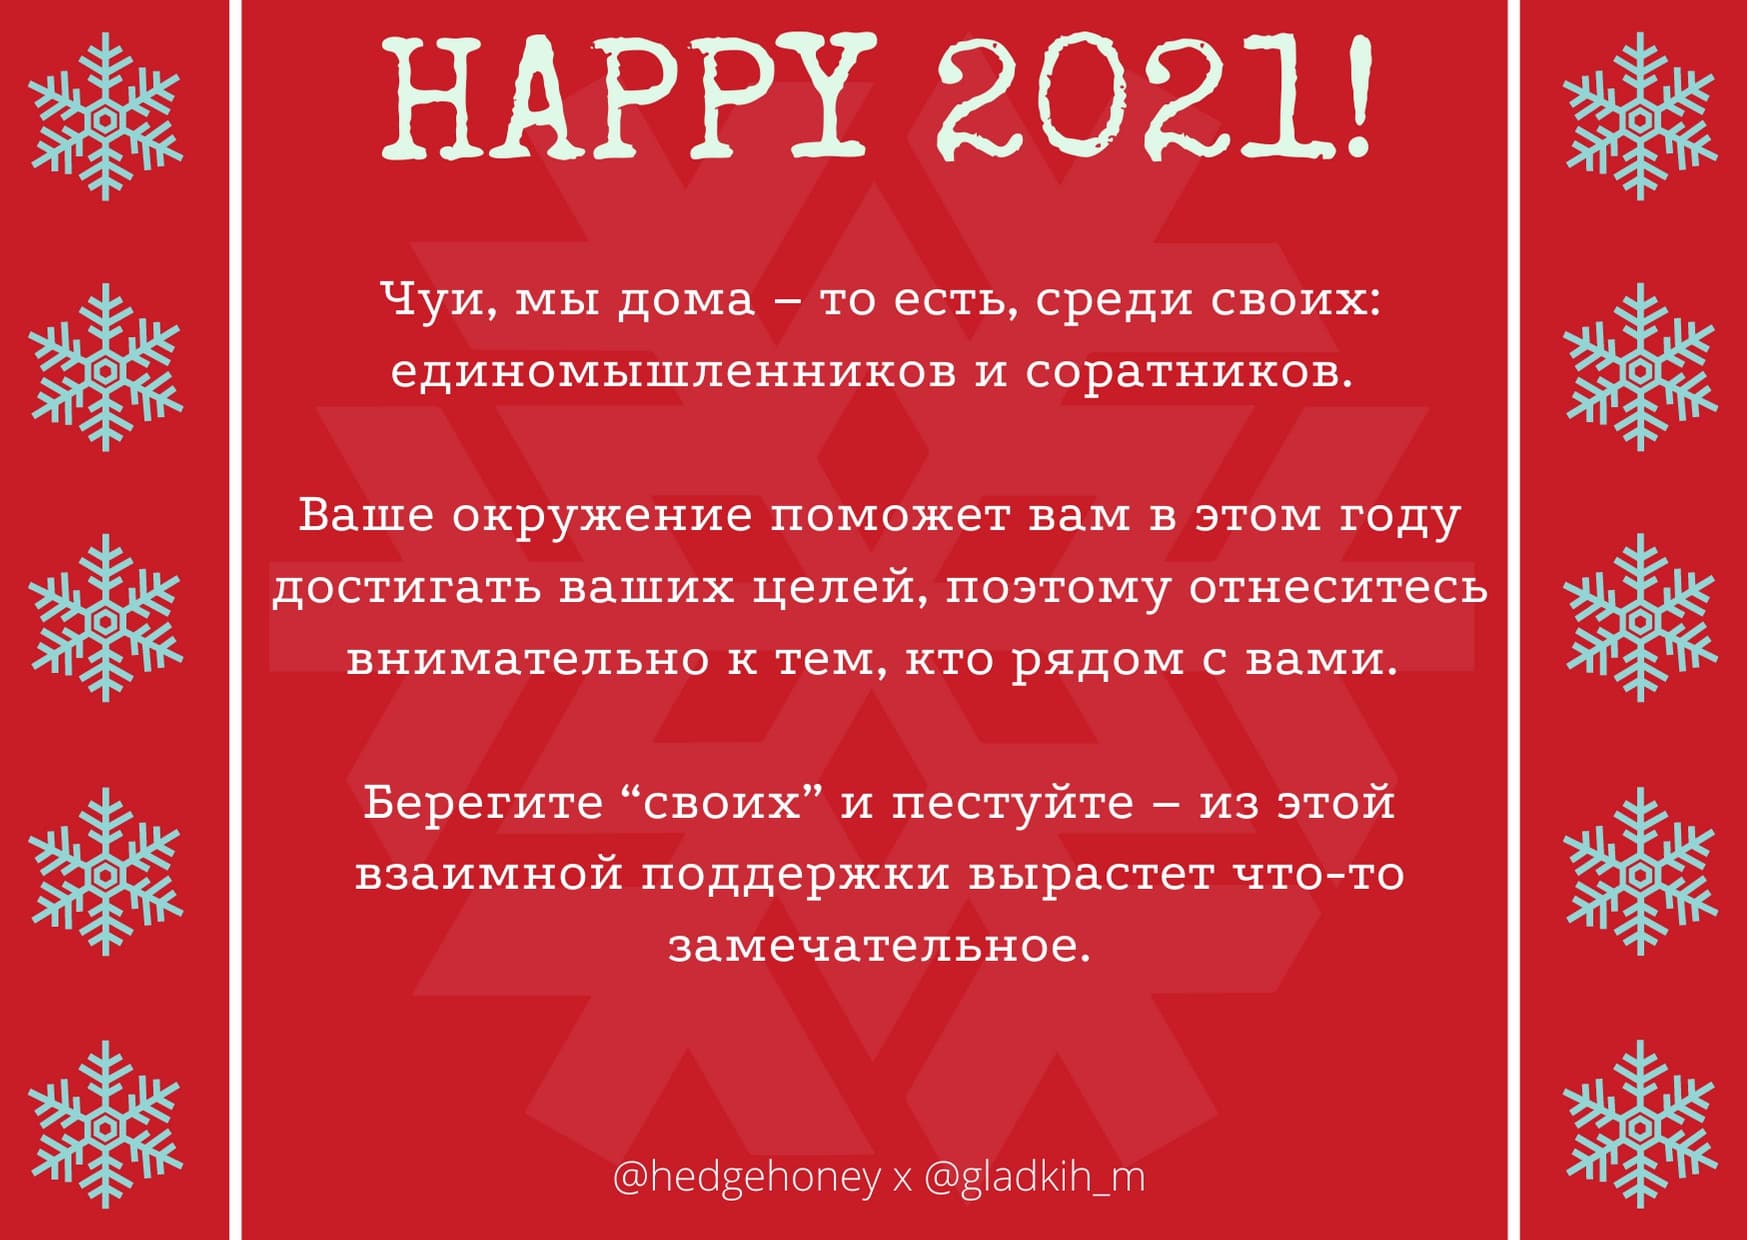 HAPPY 2021!
Чуи, мы дома – то есть, среди своих:
единомышленников и соратников.
Ваше окружение поможет вам в этом году
достигать ваших целей, поэтому отнеситесь
внимательно к тем, кто рядом с вами.
Берегите “своих” и пестуйте – из этой
взаимной поддержки вырастет что-то
замечательное.
@hedgehoney x @gladkih_m